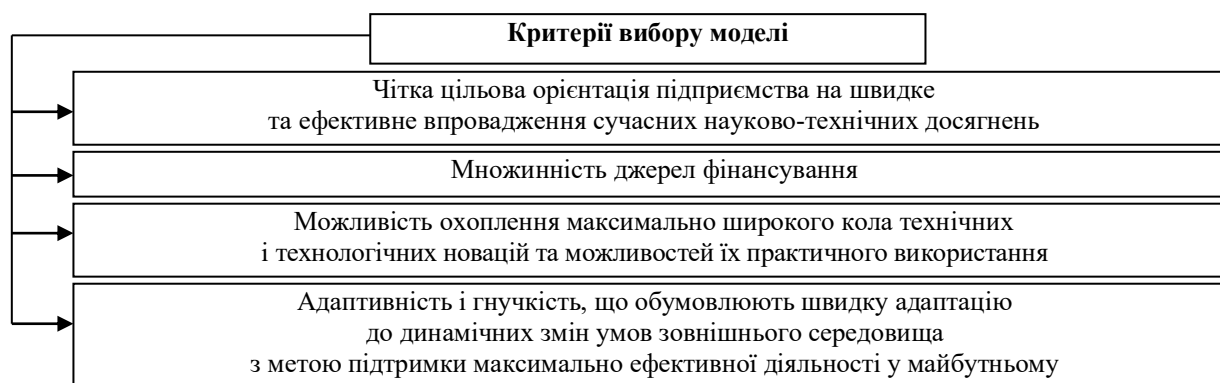 Критерії вибору моделі
Чітка цільова орієнтація підприємства на швидке
та ефективне впровадження сучасних науково-технічних досягнень
Множинність джерел фінансування
Можливість охоплення максимально широкого кола технічних
і технологічних новацій та можливостей їх практичного використання
Адаптивність і гнучкість, що обумовлюють швидку адаптацію
до динамічних змін умов зовнішнього середовища
з метою підтримки максимально ефективної діяльності у майбутньому